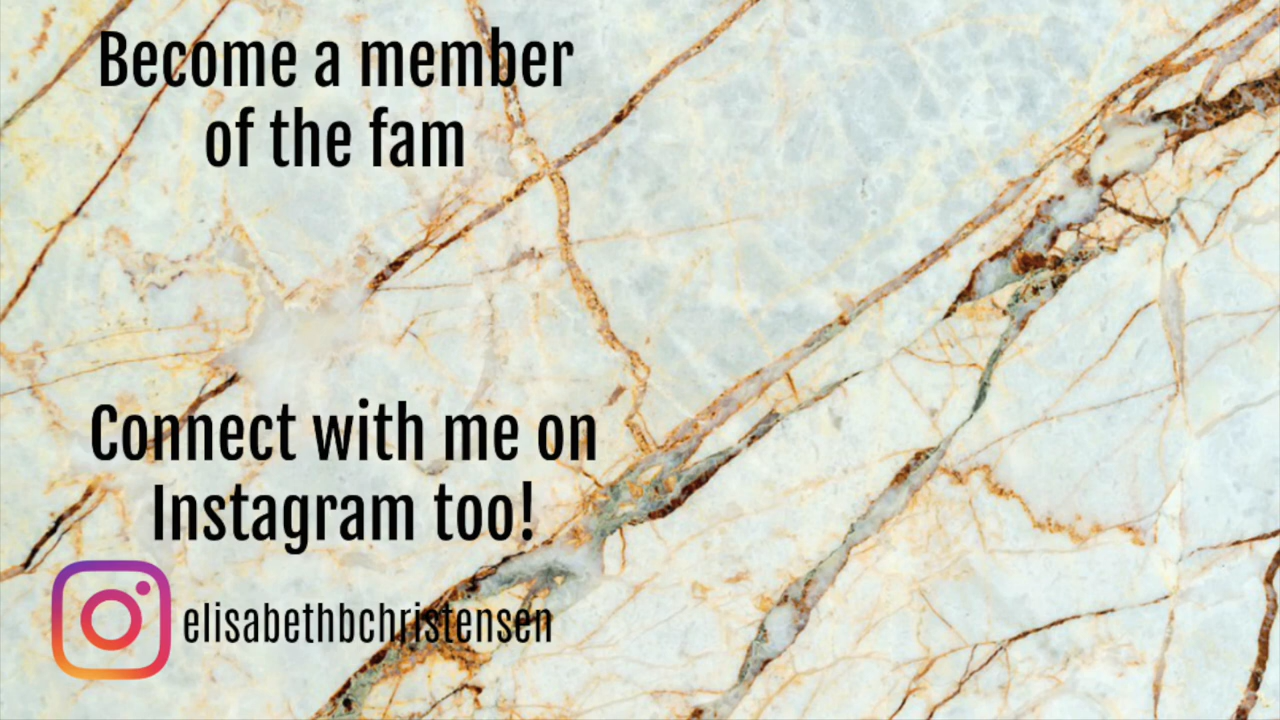 Become a member
of the fam
Connect with me on
Instagram too!
elisabethbchristensen